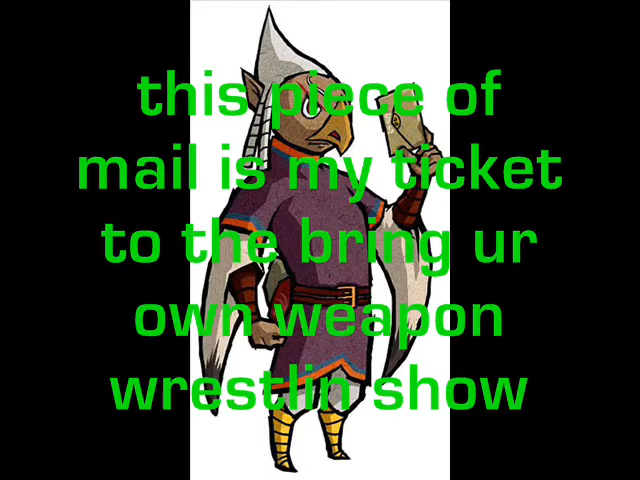 this piece of
mail is my ticket
to the bring ur
own weapon
wrestlin show